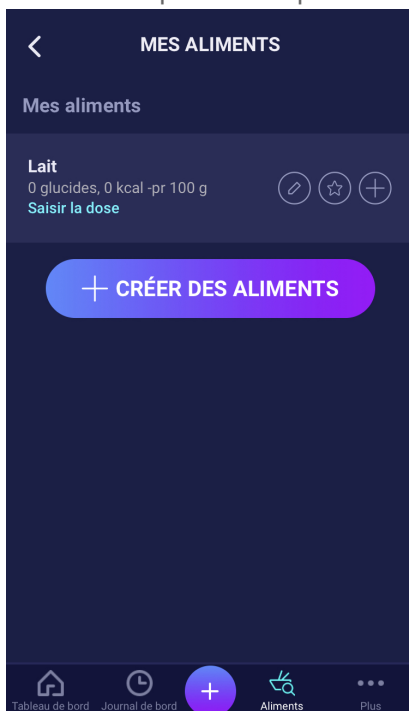 MES ALIMENTS
Mes aliments
Lait
0 glucides, 0 kcal -pr 100 g
Saisir la dose
CRÉER DES ALIMENTS
Tableau de bord Journal de bord Aliments Plus